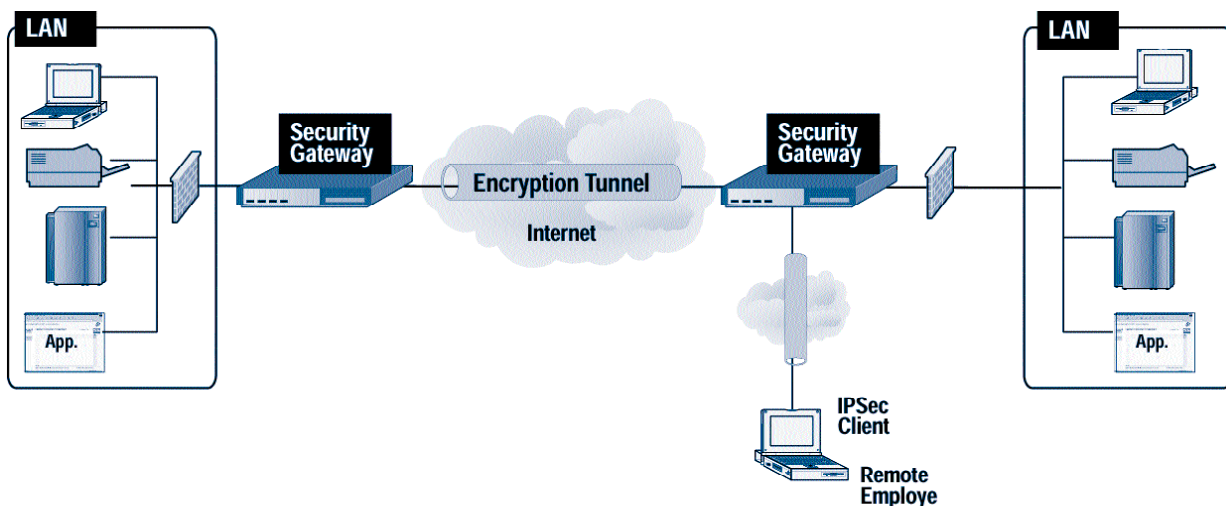 LAN
LAN
Security
Gateway
Security
Gateway
Encryption Tunnel
Internet
App.
App.
IPSec
Client
Remote
Employe